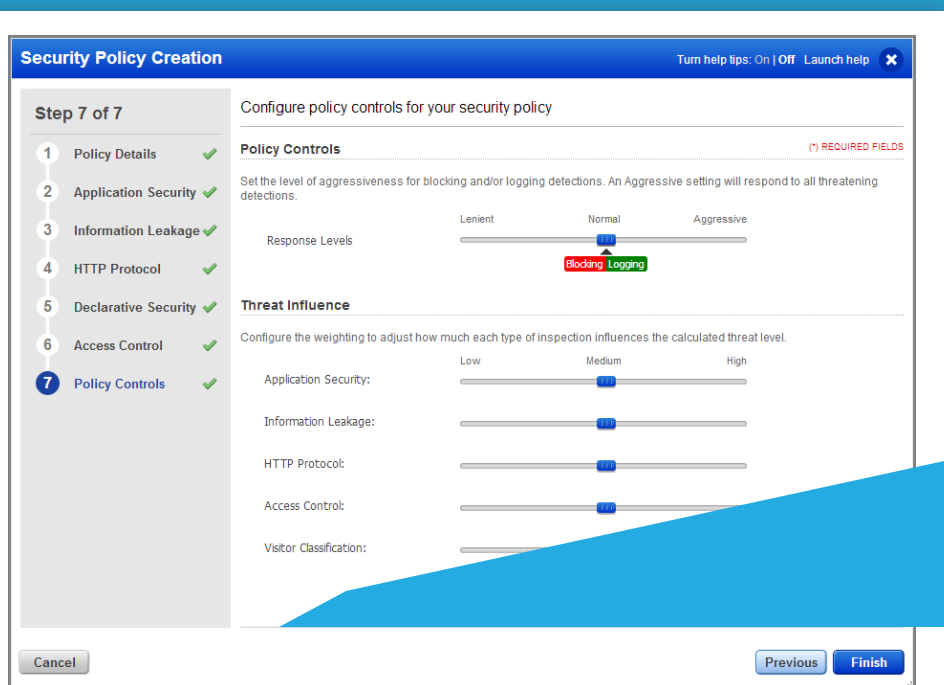 Security Policy Creation
Turn help tips: On | Off Launch help
Step 7 of 7
1 Policy Details
2 Application Security
3 Information Leakage
4 HTTP Protocol
5 Declarative Security
6 Access Control
7 Policy Controls
Configure policy controls for your security policy
Policy Controls
(*) REQUIRED FIELDS
Set the level of aggressiveness for blocking and/or logging detections. An Aggressive setting will respond to all threatening
detections.
Lenient Normal Aggressive
Response Levels
Blocking Logging
Threat Influence
Configure the weighting to adjust how much each type of inspection influences the calculated threat level.
Low Medium High
Application Security:
Information Leakage:
HTTP Protocol:
Access Control:
Visitor Classification:
Cancel
Previous
Finish